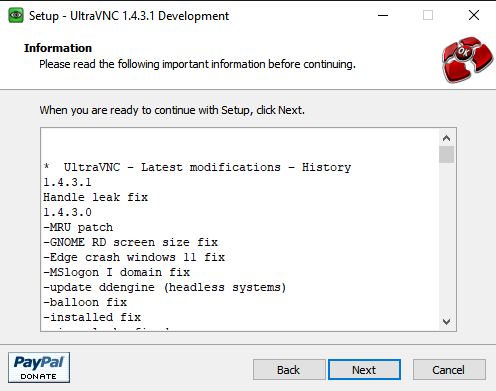 Setup - UltraVNC 1.4.3.1 Development
Information
Please read the following important information before continuing.
OK
When you are ready to continue with Setup, click Next.
* UltraVNC - Latest modifications - History
1.4.3.1
Handle leak fix
1.4.3.0
-MRU patch
-GNOME RD screen size fix
-Edge crash windows 11 fix
-MSlogon I domain fix
-update ddengine (headless systems)
-balloon fix
-installed fix
PayPal
DONATE
Back
Next
Cancel